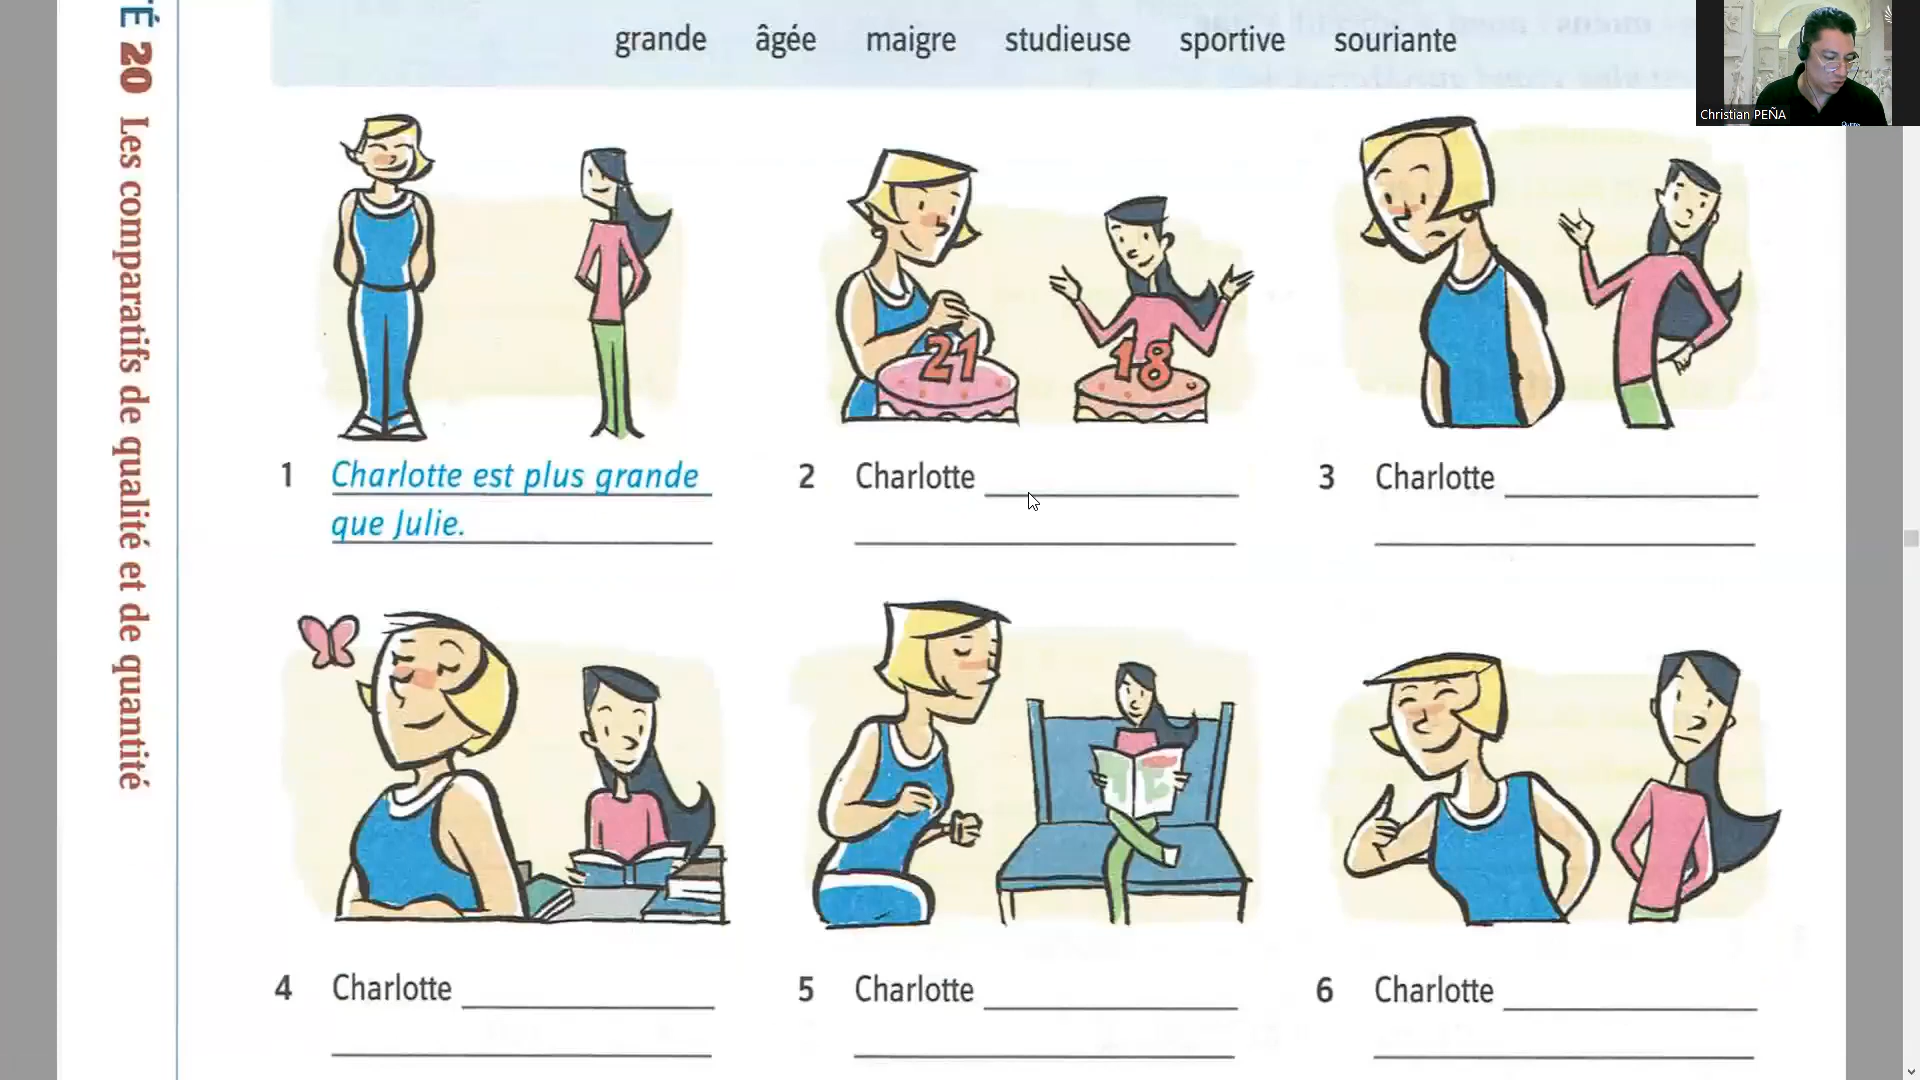 grande âgée maigre studieuse sportive souriante
Christian PEÑA
É 20 Les comparatifs de qualité et de quantité
21
18
1 Charlotte est plus grande
que Julie.
2 Charlotte
3 Charlotte
4 Charlotte
5 Charlotte
6 Charlotte